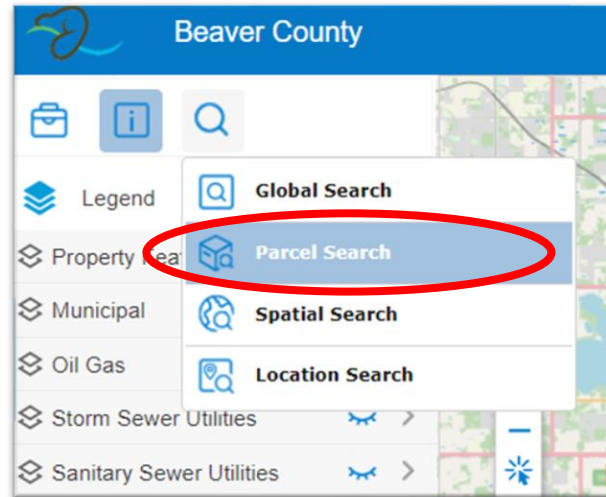 Beaver County
Legend
Global Search
Property Fea
Parcel Search
Municipal
Spatial Search
Oil Gas
Location Search
Storm Sewer Utilities
Sanitary Sewer Utilities